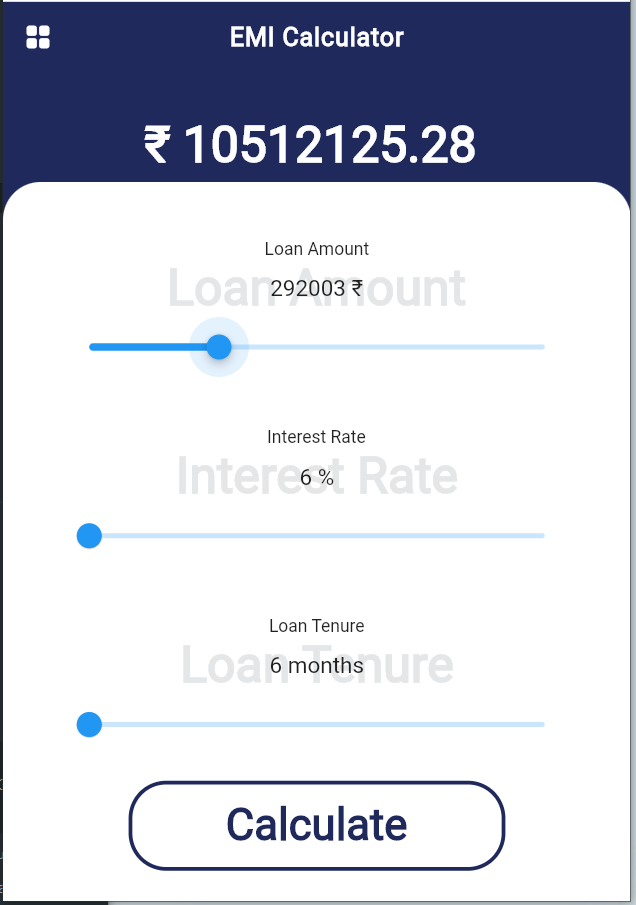 EMI Calculator
₹ 10512125.28
Loan Amount
Loan Amount
292003 ₹
Interest Rate
Interest Rate
6 %
Loan Tenure
Loan Tenure
6 months
Calculate